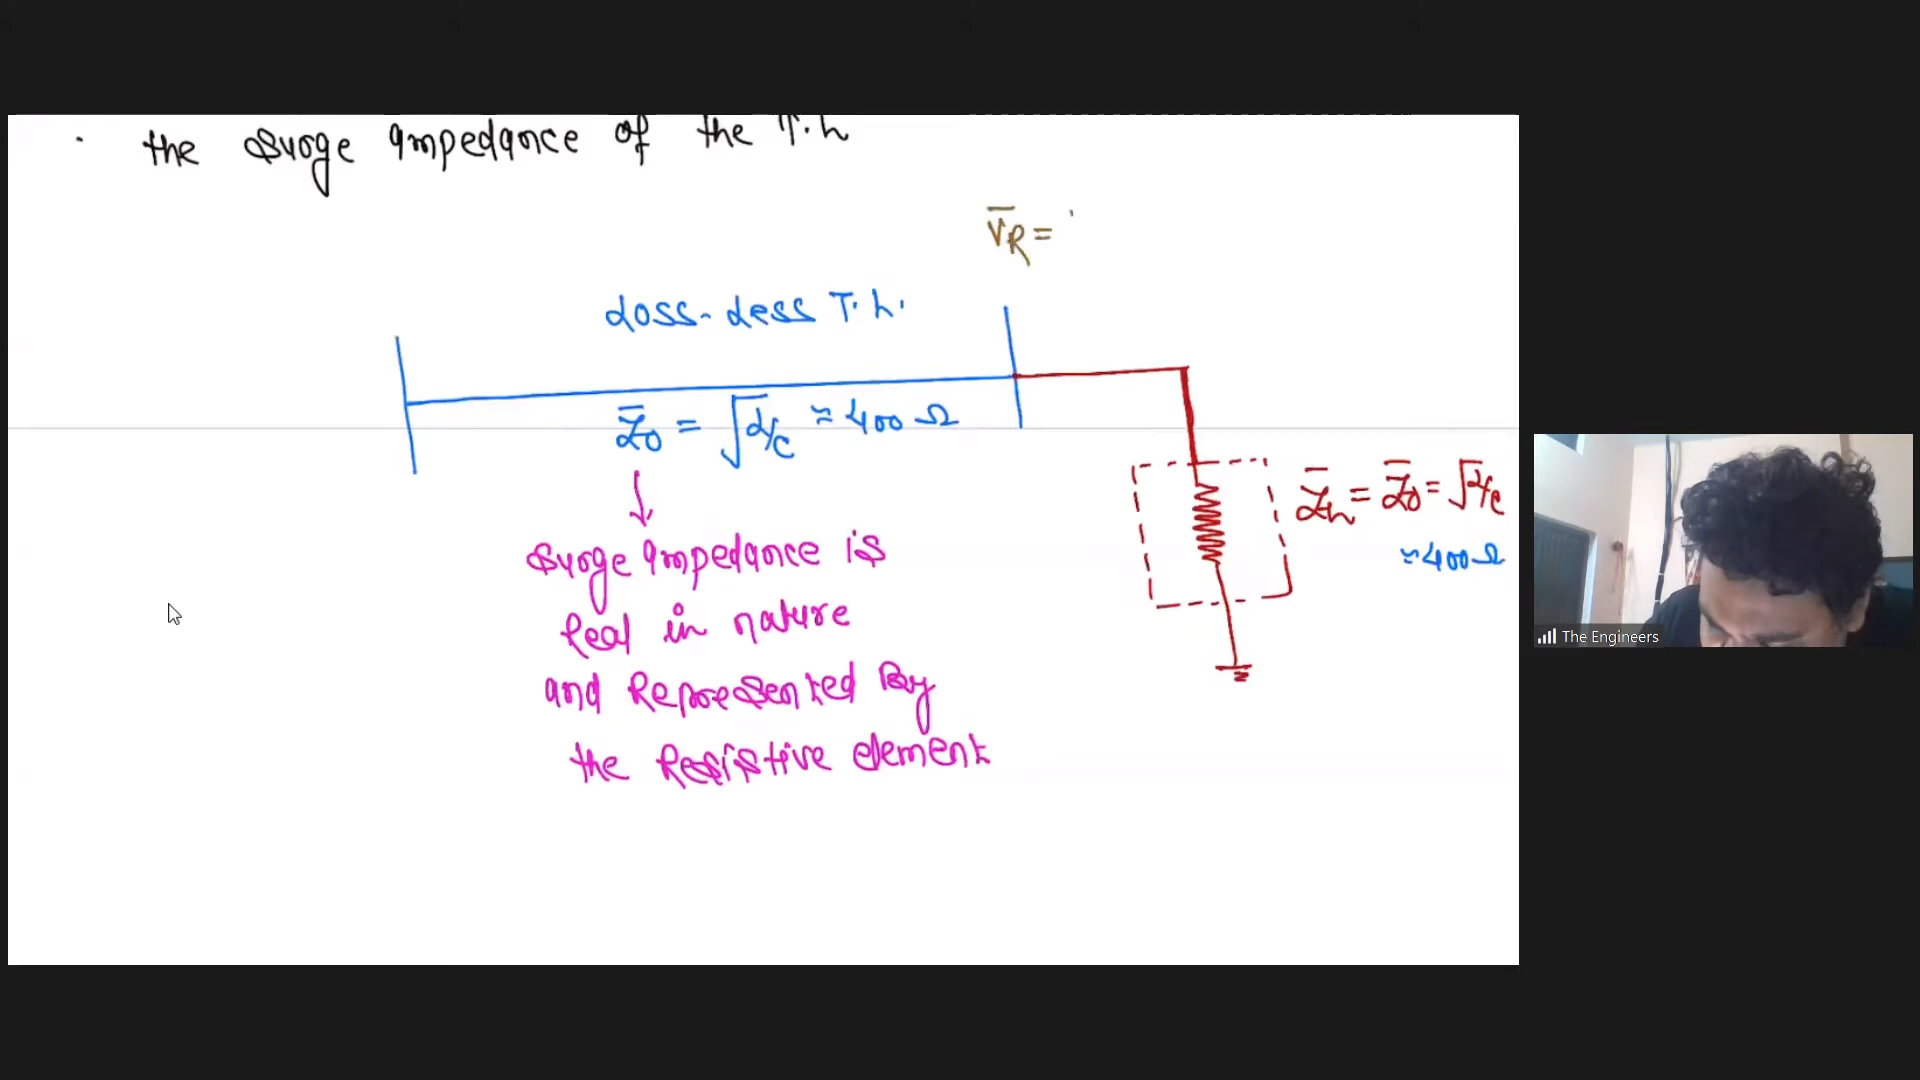 the surge impedance of the T.L
V̅R =
Loss-Less T.L.
Z̅0 = √L/C ≈ 400 Ω
Z̅L = Z̅0 = √L/C
≈ 400 Ω
surge impedance is
Real in nature
and Represented By
the Resistive element
The Engineers